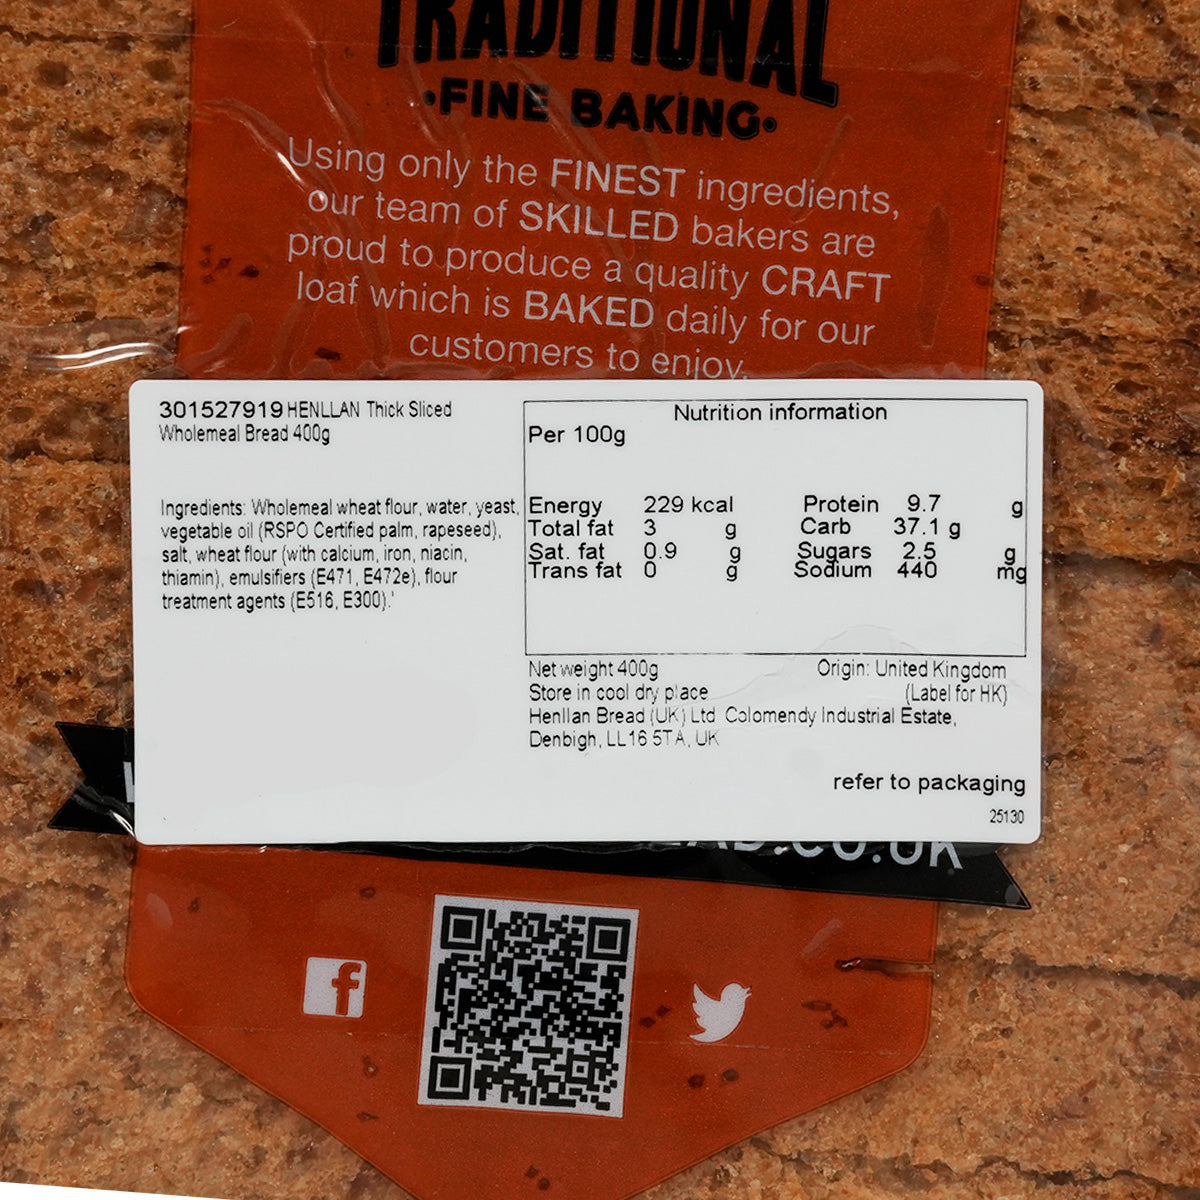 TRADITIONAL
•FINE BAKING•
Using only the FINEST ingredients,
our team of SKILLED bakers are
proud to produce a quality CRAFT
loaf which is BAKED daily for our
customers to enjoy.
301527919 HENLLAN Thick Sliced
Wholemeal Bread 400g
Ingredients: Wholemeal wheat flour, water, yeast,
vegetable oil (RSPO Certified palm, rapeseed),
salt, wheat flour (with calcium, iron, niacin,
thiamin), emulsifiers (E471, E472e), flour
treatment agents (E516, E300).'
Nutrition information
Per 100g
Energy 229 kcal Protein 9.7 g
Total fat 3 g Carb 37.1 g
Sat. fat 0.9 g Sugars 2.5 g
Trans fat 0 g Sodium 440 mg
Net weight 400g Origin: United Kingdom
Store in cool dry place (Label for HK)
Henllan Bread (UK) Ltd Colomendy Industrial Estate,
Denbigh, LL16 5TA, UK
refer to packaging
25130
.CO.UK